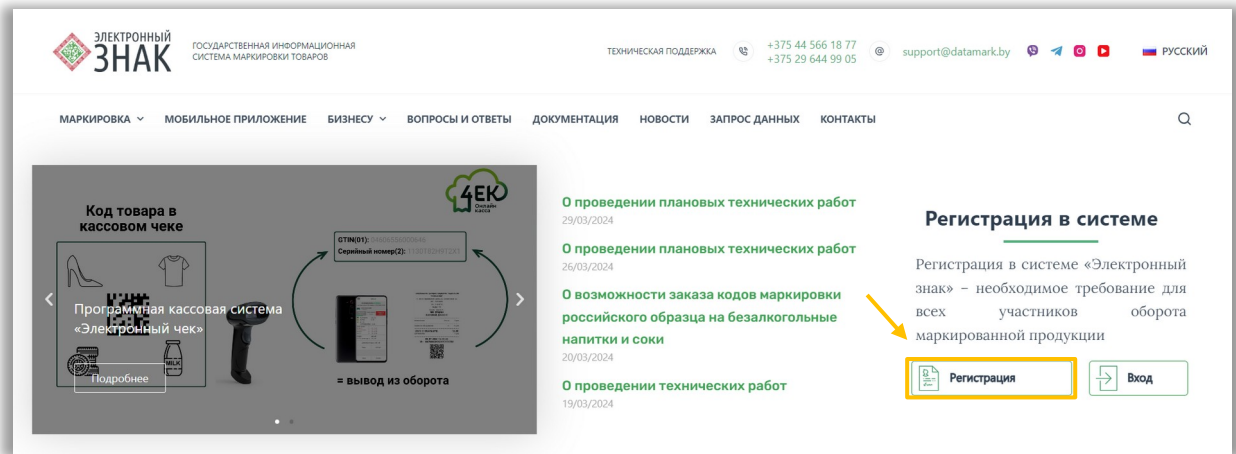 ЭЛЕКТРОННЫЙ
ЗНАК
ГОСУДАРСТВЕННАЯ ИНФОРМАЦИОННАЯ
СИСТЕМА МАРКИРОВКИ ТОВАРОВ
ТЕХНИЧЕСКАЯ ПОДДЕРЖКА
+375 44 566 18 77
+375 29 644 99 05
support@datamark.by
РУССКИЙ
МАРКИРОВКА МОБИЛЬНОЕ ПРИЛОЖЕНИЕ БИЗНЕСУ ВОПРОСЫ И ОТВЕТЫ ДОКУМЕНТАЦИЯ НОВОСТИ ЗАПРОС ДАННЫХ КОНТАКТЫ
Код товара в
кассовом чеке
4EK
Онлайн
касса
GTIN(01):
Серийный номер(2):
Программная кассовая система
«Электронный чек»
MILK
Подробнее
= вывод из оборота
О проведении плановых технических работ
29/03/2024
О проведении плановых технических работ
26/03/2024
О возможности заказа кодов маркировки
российского образца на безалкогольные
напитки и соки
20/03/2024
О проведении технических работ
19/03/2024
Регистрация в системе
Регистрация в системе «Электронный
знак» – необходимое требование для
всех участников оборота
маркированной продукции
Регистрация
Вход